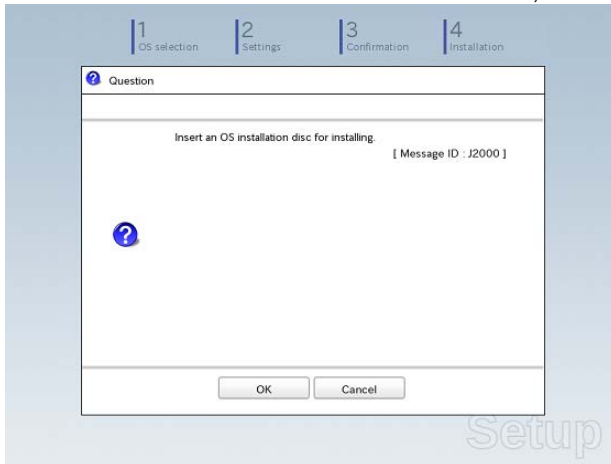 1
OS selection
2
Settings
3
Confirmation
4
Installation
Question
Insert an OS installation disc for installing.
[ Message ID : J2000 ]
OK
Cancel
Setup